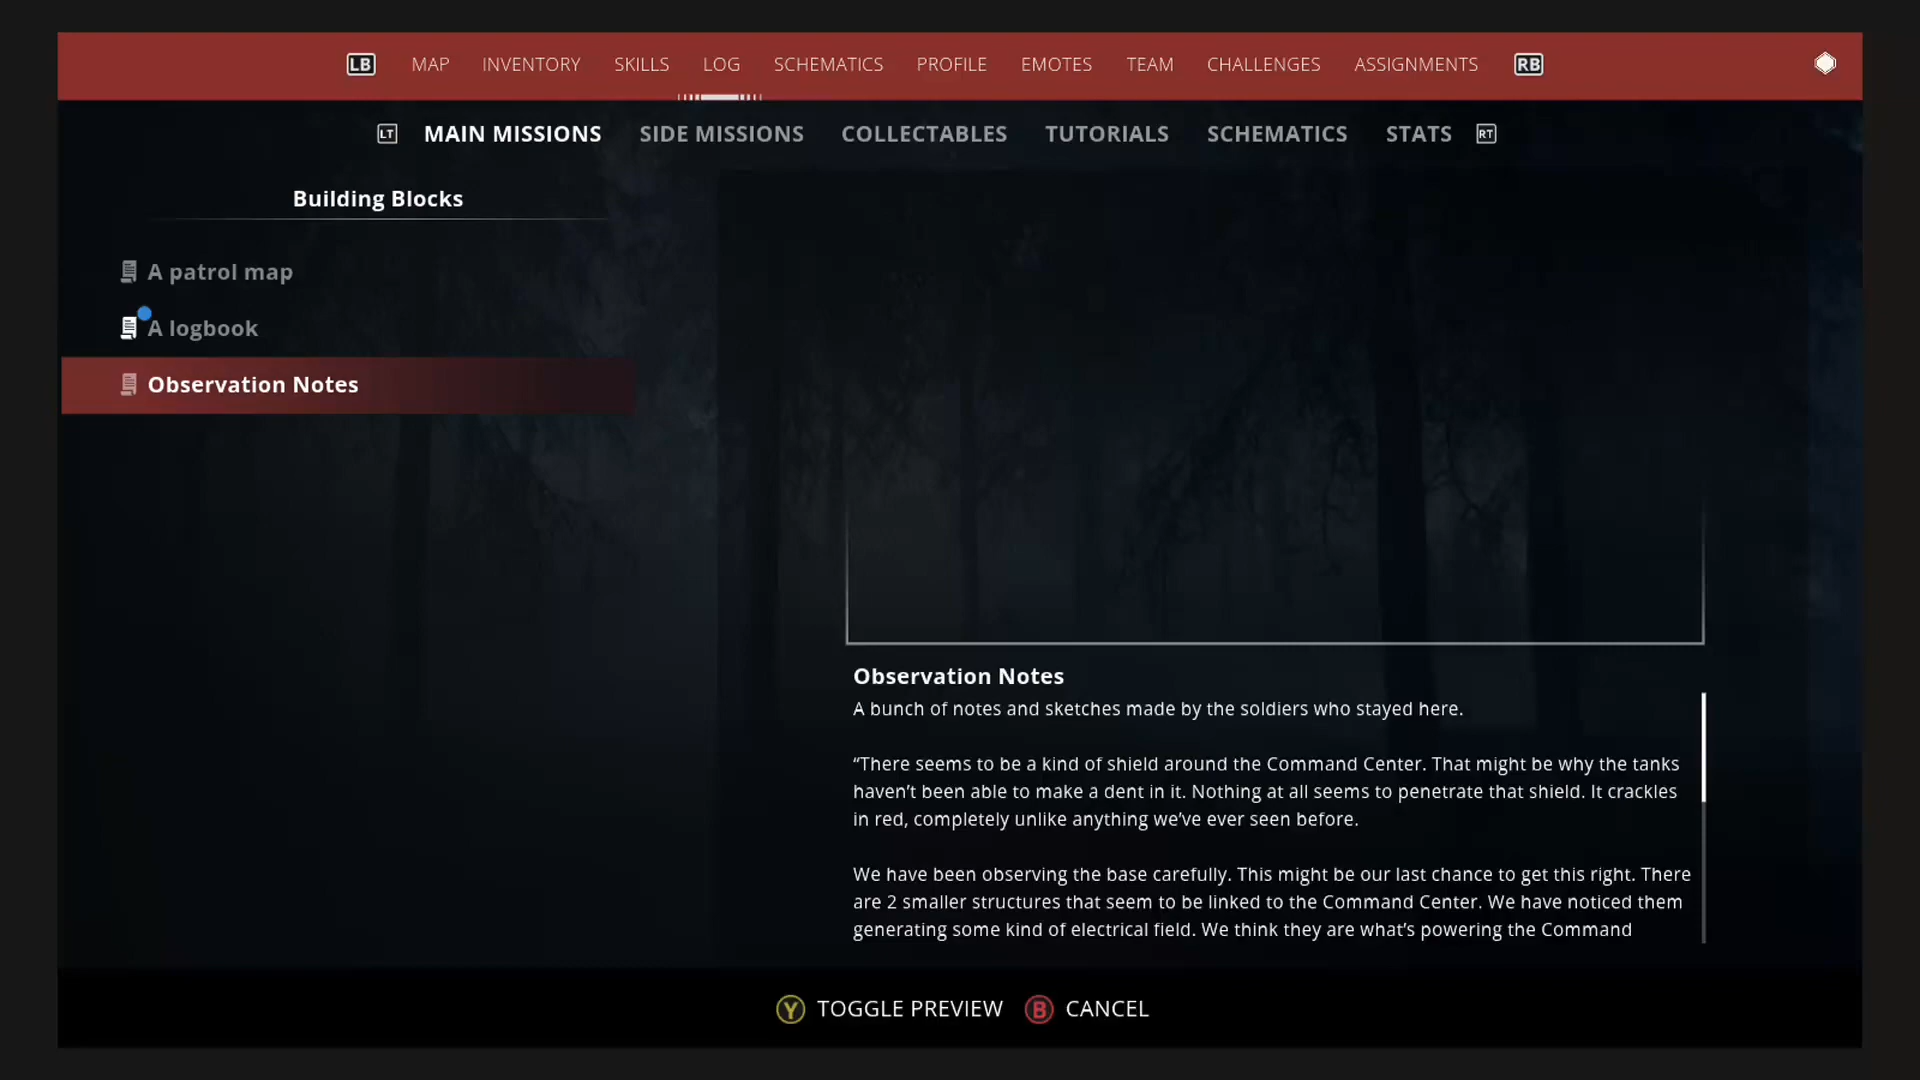 LB MAP INVENTORY SKILLS LOG SCHEMATICS PROFILE EMOTES TEAM CHALLENGES ASSIGNMENTS RB
LT MAIN MISSIONS SIDE MISSIONS COLLECTABLES TUTORIALS SCHEMATICS STATS RT
Building Blocks
A patrol map
A logbook
Observation Notes
Observation Notes
A bunch of notes and sketches made by the soldiers who stayed here.
“There seems to be a kind of shield around the Command Center. That might be why the tanks
haven’t been able to make a dent in it. Nothing at all seems to penetrate that shield. It crackles
in red, completely unlike anything we’ve ever seen before.
We have been observing the base carefully. This might be our last chance to get this right. There
are 2 smaller structures that seem to be linked to the Command Center. We have noticed them
generating some kind of electrical field. We think they are what’s powering the Command
Y TOGGLE PREVIEW B CANCEL